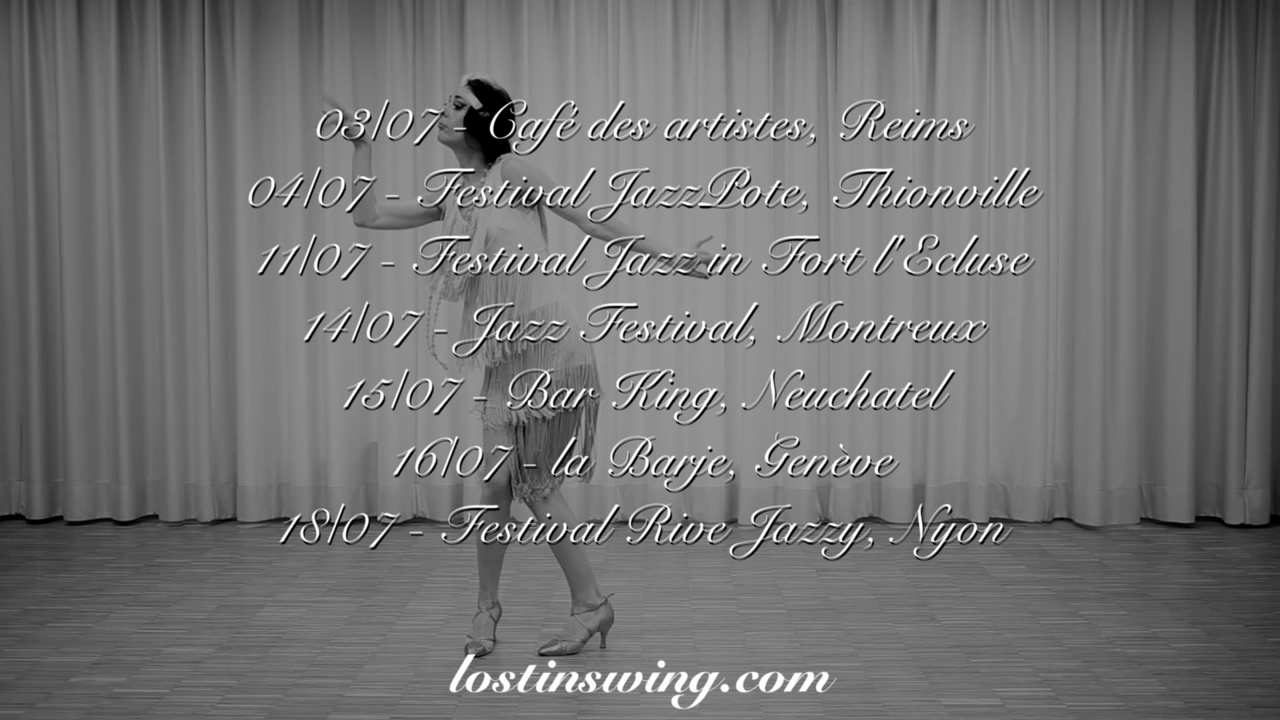 03/07 - Café des artistes, Reims
04/07 - Festival JazzPote, Thionville
11/07 - Festival Jazz in Fort l'Ecluse
14/07 - Jazz Festival, Montreux
15/07 - Bar King, Neuchatel
16/07 - la Barje, Genève
18/07 - Festival Rive Jazzy, Nyon
lostinswing.com